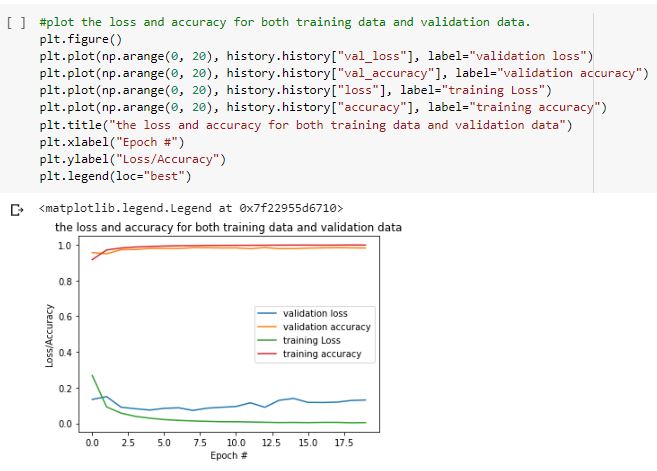 [ ] #plot the loss and accuracy for both training data and validation data.
plt.figure()
plt.plot(np.arange(0, 20), history.history["val_loss"], label="validation loss")
plt.plot(np.arange(0, 20), history.history["val_accuracy"], label="validation accuracy")
plt.plot(np.arange(0, 20), history.history["loss"], label="training Loss")
plt.plot(np.arange(0, 20), history.history["accuracy"], label="training accuracy")
plt.title("the loss and accuracy for both training data and validation data")
plt.xlabel("Epoch #")
plt.ylabel("Loss/Accuracy")
plt.legend(loc="best")
<matplotlib.legend.Legend at 0x7f22955d6710>
the loss and accuracy for both training data and validation data
1.0
0.8
0.6
0.4
0.2
0.0
Loss/Accuracy
validation loss
validation accuracy
training Loss
training accuracy
0.0 2.5 5.0 7.5 10.0 12.5 15.0 17.5
Epoch #